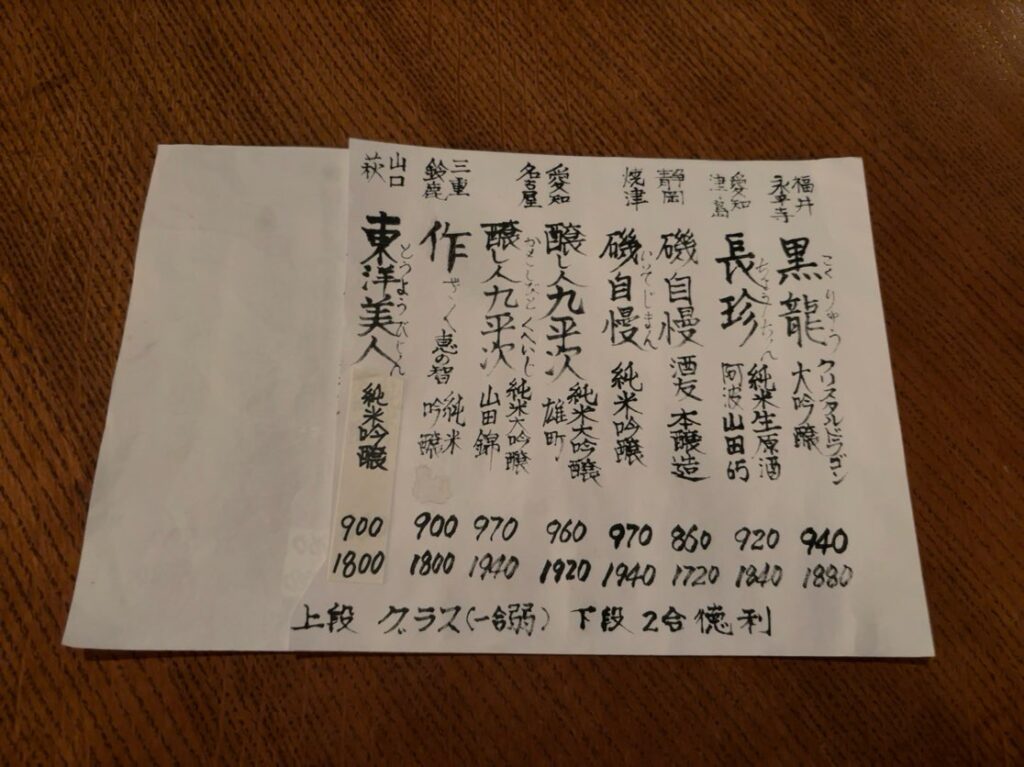 福井
永平寺
黒龍
こくりゅう
クリスタルドラゴン
大吟醸
940
1880
愛知
津島
長珍
ちょうちん
純米生原酒
阿波山田65
920
1840
静岡
焼津
磯自慢
酒友 本醸造
860
1720
磯自慢
いそじまん
純米吟醸
970
1940
愛知
名古屋
醸し人九平次
純米大吟醸
雄町
960
1920
醸し人九平次
かもしびと くへいじ
純米大吟醸
山田錦
970
1940
三重
鈴鹿
作
ざく
恵の智
純米
吟醸
900
1800
山口
萩
東洋美人
とうようびじん
純米吟醸
900
1800
上段 グラス(一合弱) 下段 2合徳利